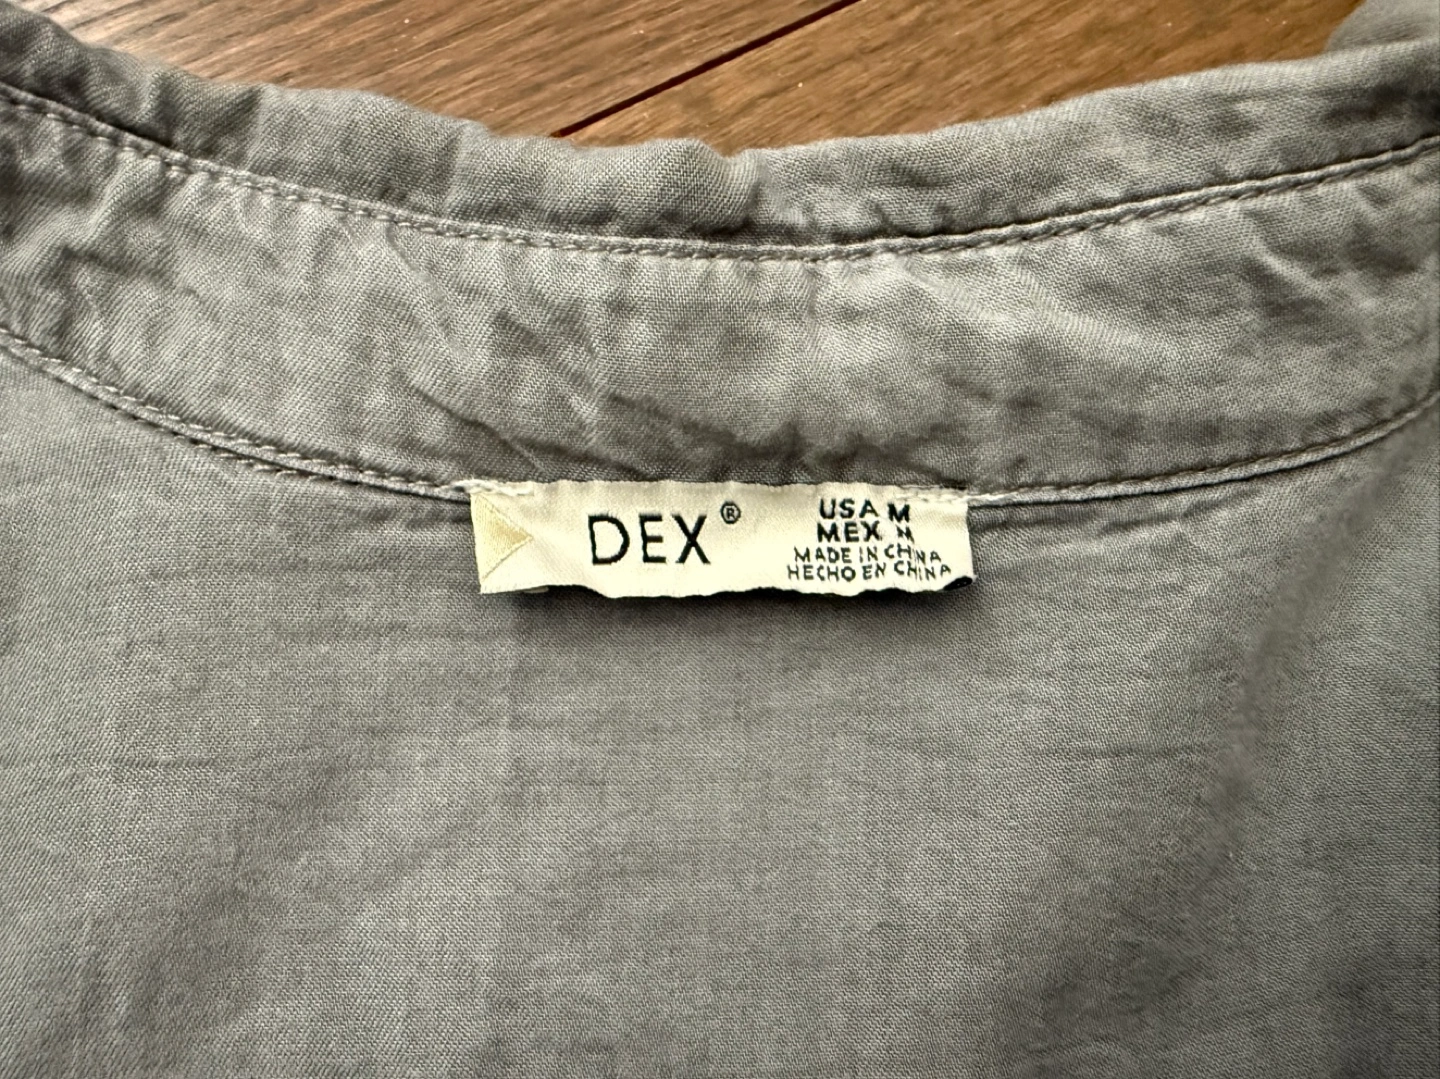 DEX®
USA M
MEX M
MADE IN CHINA
HECHO EN CHINA